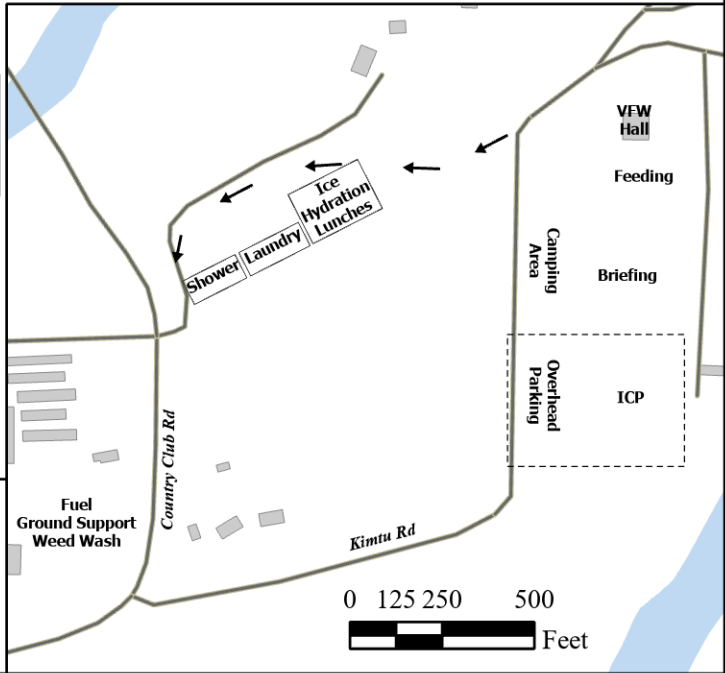 VFW
Hall
Feeding
Ice
Hydration
Lunches
Laundry
Shower
Camping
Area
Briefing
Overhead
Parking
ICP
Country Club Rd
Fuel
Ground Support
Weed Wash
Kimtu Rd
0 125 250 500
Feet